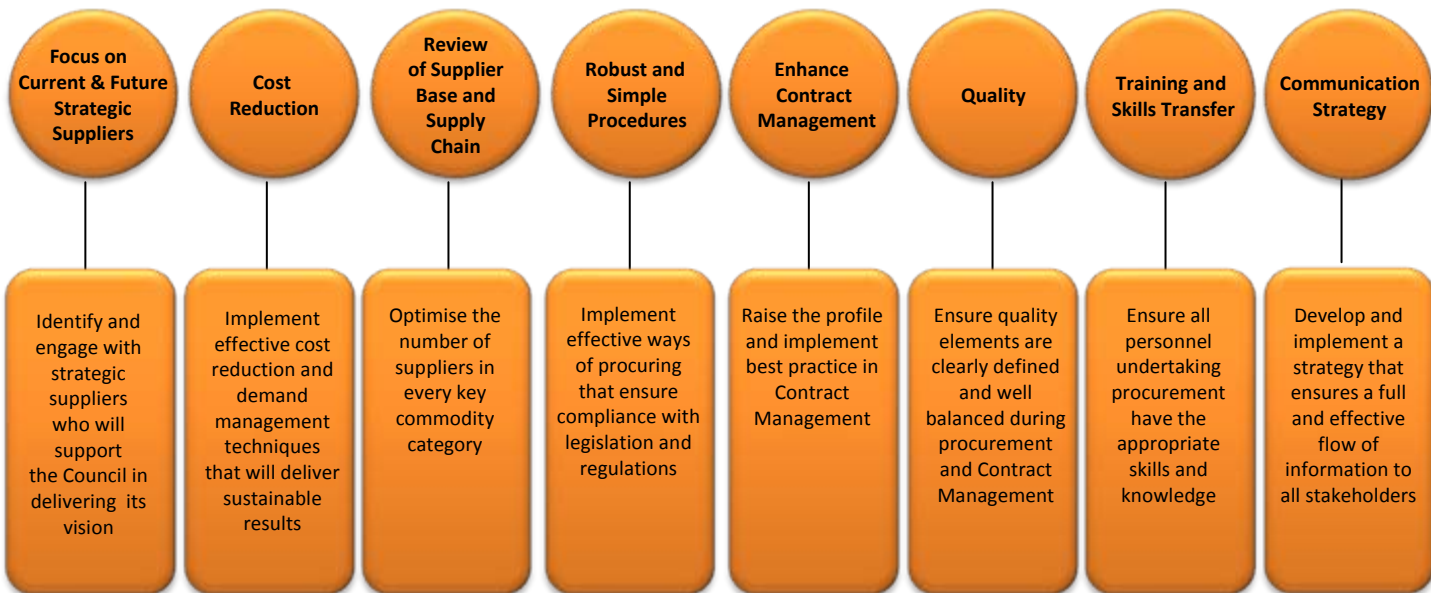 Focus on
Current & Future
Strategic
Suppliers
Cost
Reduction
Review
of Supplier
Base and
Supply
Chain
Robust and
Simple
Procedures
Enhance
Contract
Management
Quality
Training and
Skills Transfer
Communication
Strategy
Identify and
engage with
strategic
suppliers
who will
support
the Council in
delivering its
vision
Implement
effective cost
reduction and
demand
management
techniques
that will deliver
sustainable
results
Optimise the
number of
suppliers in
every key
commodity
category
Implement
effective ways
of procuring
that ensure
compliance with
legislation and
regulations
Raise the profile
and implement
best practice in
Contract
Management
Ensure quality
elements are
clearly defined
and well
balanced during
procurement
and Contract
Management
Ensure all
personnel
undertaking
procurement
have the
appropriate
skills and
knowledge
Develop and
implement a
strategy that
ensures a full
and effective
flow of
information to
all stakeholders